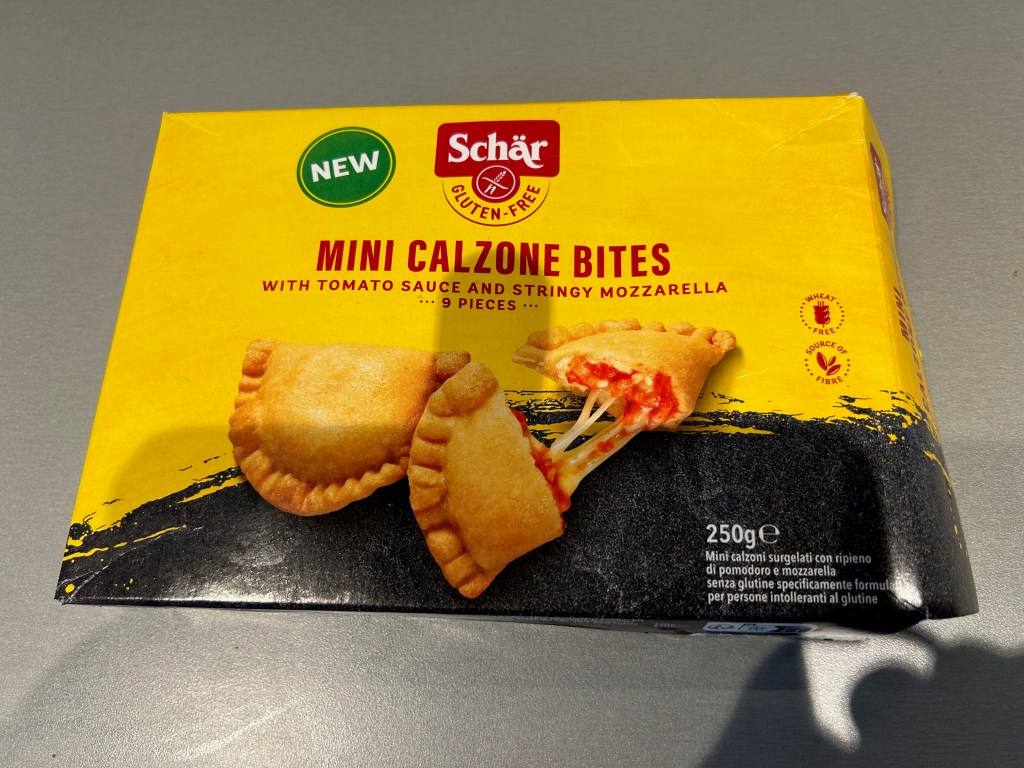 NEW
Schär
GLUTEN-FREE
MINI CALZONE BITES
WITH TOMATO SAUCE AND STRINGY MOZZARELLA
··· 9 PIECES ···
WHEAT
FREE
SOURCE OF
FIBRE
250g℮
Mini calzoni surgelati con ripieno
di pomodoro e mozzarella
senza glutine specificamente
per persone intolleranti al glutine
MINI